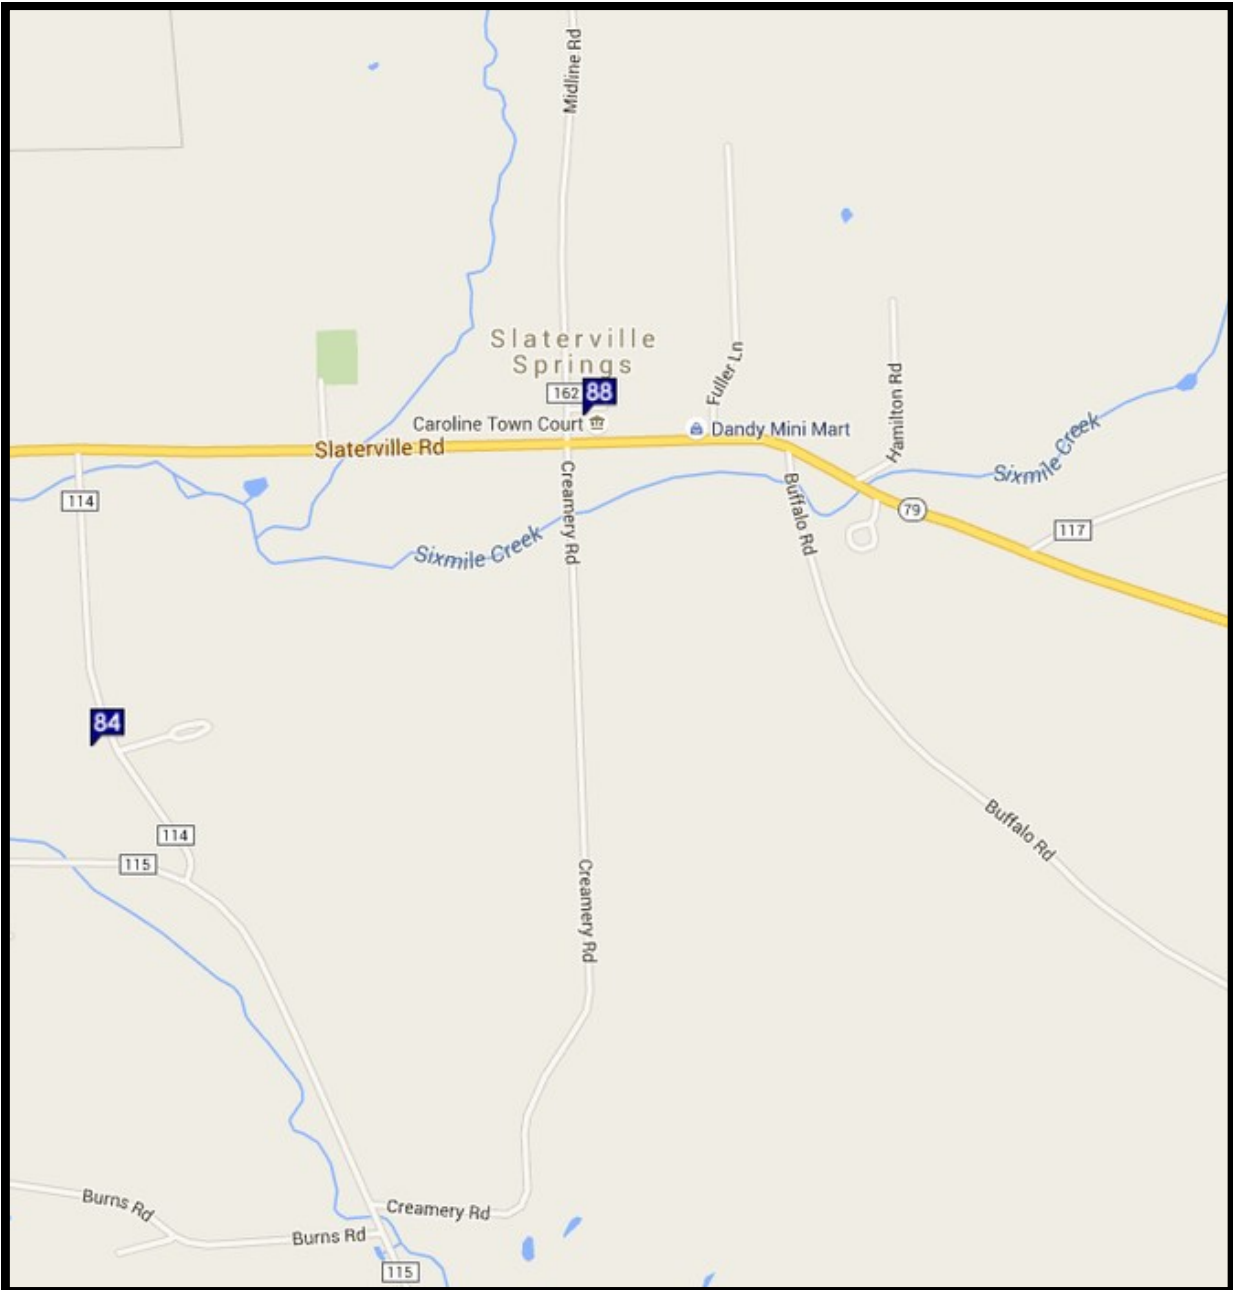 Midline Rd
Slaterville
Springs
162
88
Fuller Ln
Caroline Town Court
Dandy Mini Mart
Hamilton Rd
Slaterville Rd
Sixmile Creek
114
Creamery Rd
Buffalo Rd
79
117
Sixmile Creek
84
114
115
Buffalo Rd
Creamery Rd
Burns Rd
Creamery Rd
Burns Rd
115